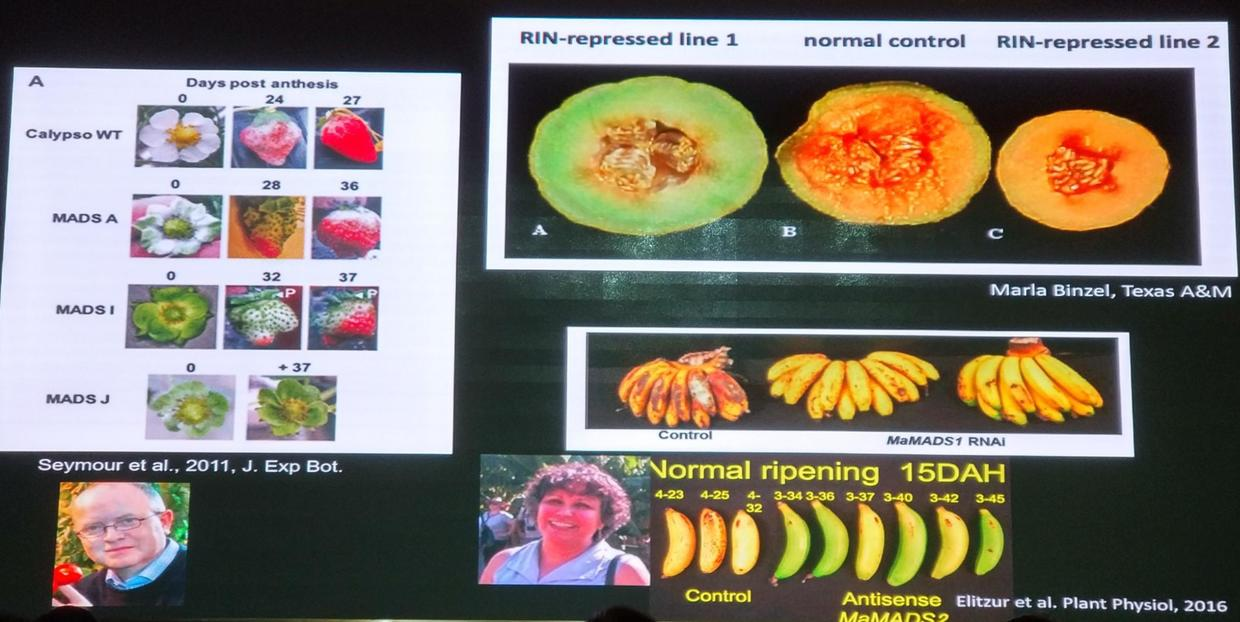 A
Days post anthesis
0 24 27
Calypso WT
0 28 36
MADS A
0 32 37
MADS I
P P
0 + 37
MADS J
Seymour et al., 2011, J. Exp Bot.
RIN-repressed line 1 normal control RIN-repressed line 2
A B C
Marla Binzel, Texas A&M
Control MaMADS1 RNAi
Normal ripening 15DAH
4-23 4-25 4-32 3-34 3-36 3-37 3-40 3-42 3-45
Control Antisense
MaMADS2
Elitzur et al. Plant Physiol, 2016